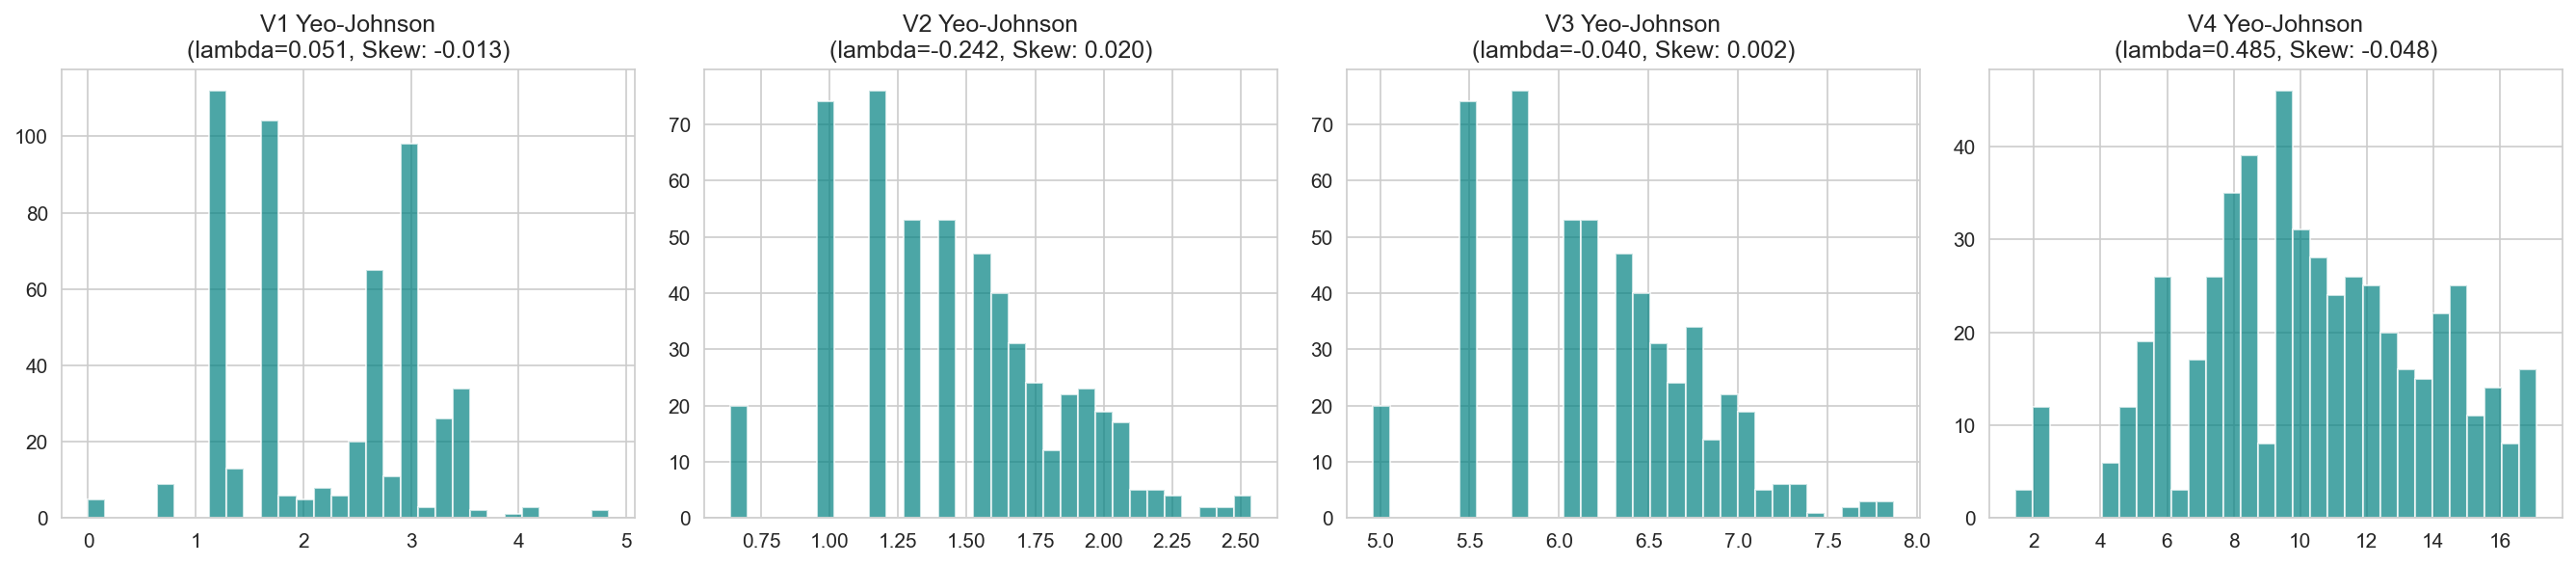 V1 Yeo-Johnson
(lambda=0.051, Skew: -0.013)
100
80
60
40
20
0
0 1 2 3 4 5
V2 Yeo-Johnson
(lambda=-0.242, Skew: 0.020)
70
60
50
40
30
20
10
0
0.75 1.00 1.25 1.50 1.75 2.00 2.25 2.50
V3 Yeo-Johnson
(lambda=-0.040, Skew: 0.002)
70
60
50
40
30
20
10
0
5.0 5.5 6.0 6.5 7.0 7.5 8.0
V4 Yeo-Johnson
(lambda=0.485, Skew: -0.048)
40
30
20
10
0
2 4 6 8 10 12 14 16